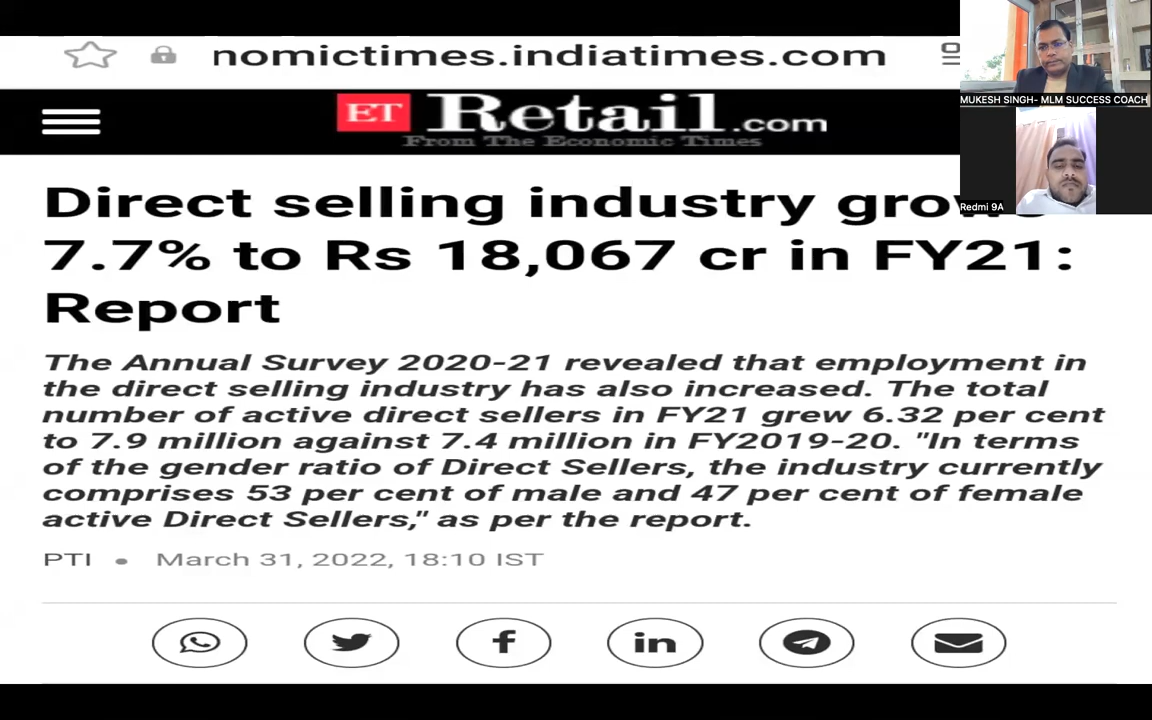 nomictimes.indiatimes.com
ET Retail.com
From The Economic Times
MUKESH SINGH- MLM SUCCESS COACH
Redmi 9A
Direct selling industry
7.7% to Rs 18,067 cr in FY21:
Report
The Annual Survey 2020-21 revealed that employment in
the direct selling industry has also increased. The total
number of active direct sellers in FY21 grew 6.32 per cent
to 7.9 million against 7.4 million in FY2019-20. "In terms
of the gender ratio of Direct Sellers, the industry currently
comprises 53 per cent of male and 47 per cent of female
active Direct Sellers," as per the report.
PTI • March 31, 2022, 18:10 IST